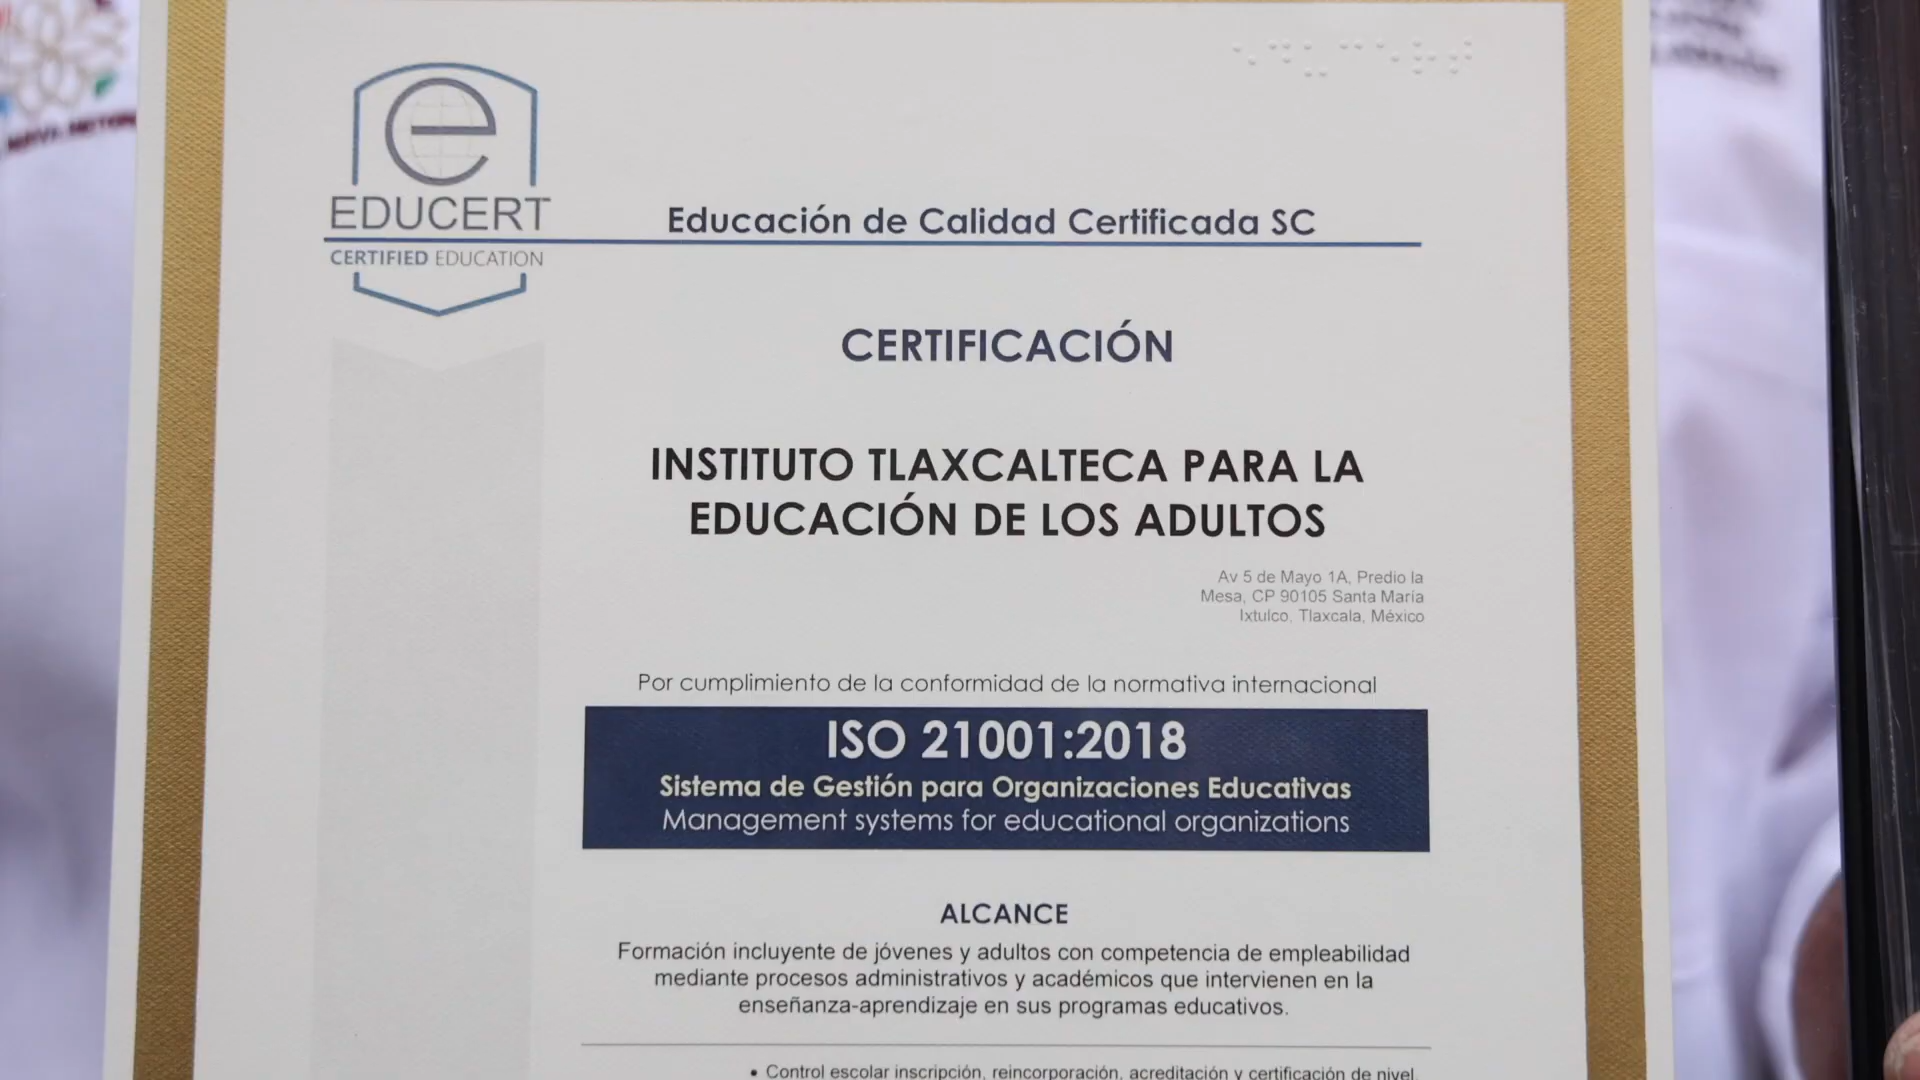 e
EDUCERT
CERTIFIED EDUCATION
Educación de Calidad Certificada SC
CERTIFICACIÓN
INSTITUTO TLAXCALTECA PARA LA
EDUCACIÓN DE LOS ADULTOS
Av 5 de Mayo 1A, Predio la
Mesa, CP 90105 Santa María
Ixtulco, Tlaxcala, México
Por cumplimiento de la conformidad de la normativa internacional
ISO 21001:2018
Sistema de Gestión para Organizaciones Educativas
Management systems for educational organizations
ALCANCE
Formación incluyente de jóvenes y adultos con competencia de empleabilidad
mediante procesos administrativos y académicos que intervienen en la
enseñanza-aprendizaje en sus programas educativos.
• Control escolar inscripción, reincorporación, acreditación y certificación de nivel.